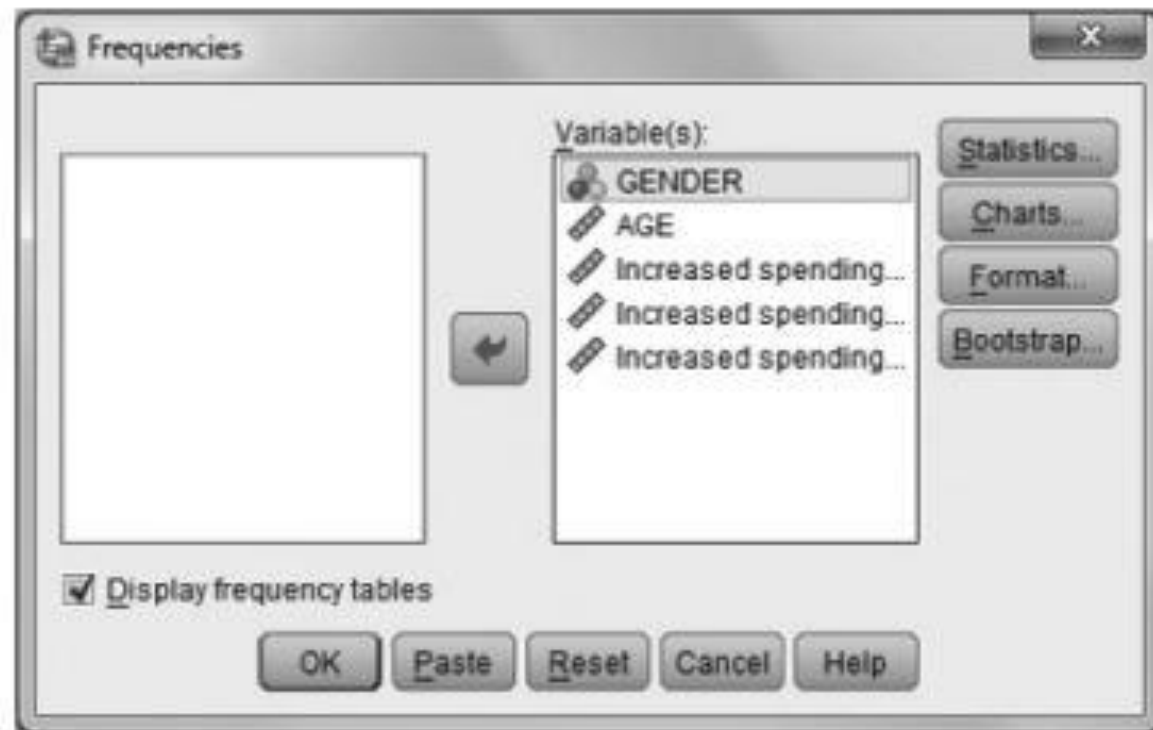 Frequencies
Variable(s):
GENDER
AGE
Increased spending...
Increased spending...
Increased spending...
Statistics...
Charts...
Format...
Bootstrap...
Display frequency tables
OK Paste Reset Cancel Help